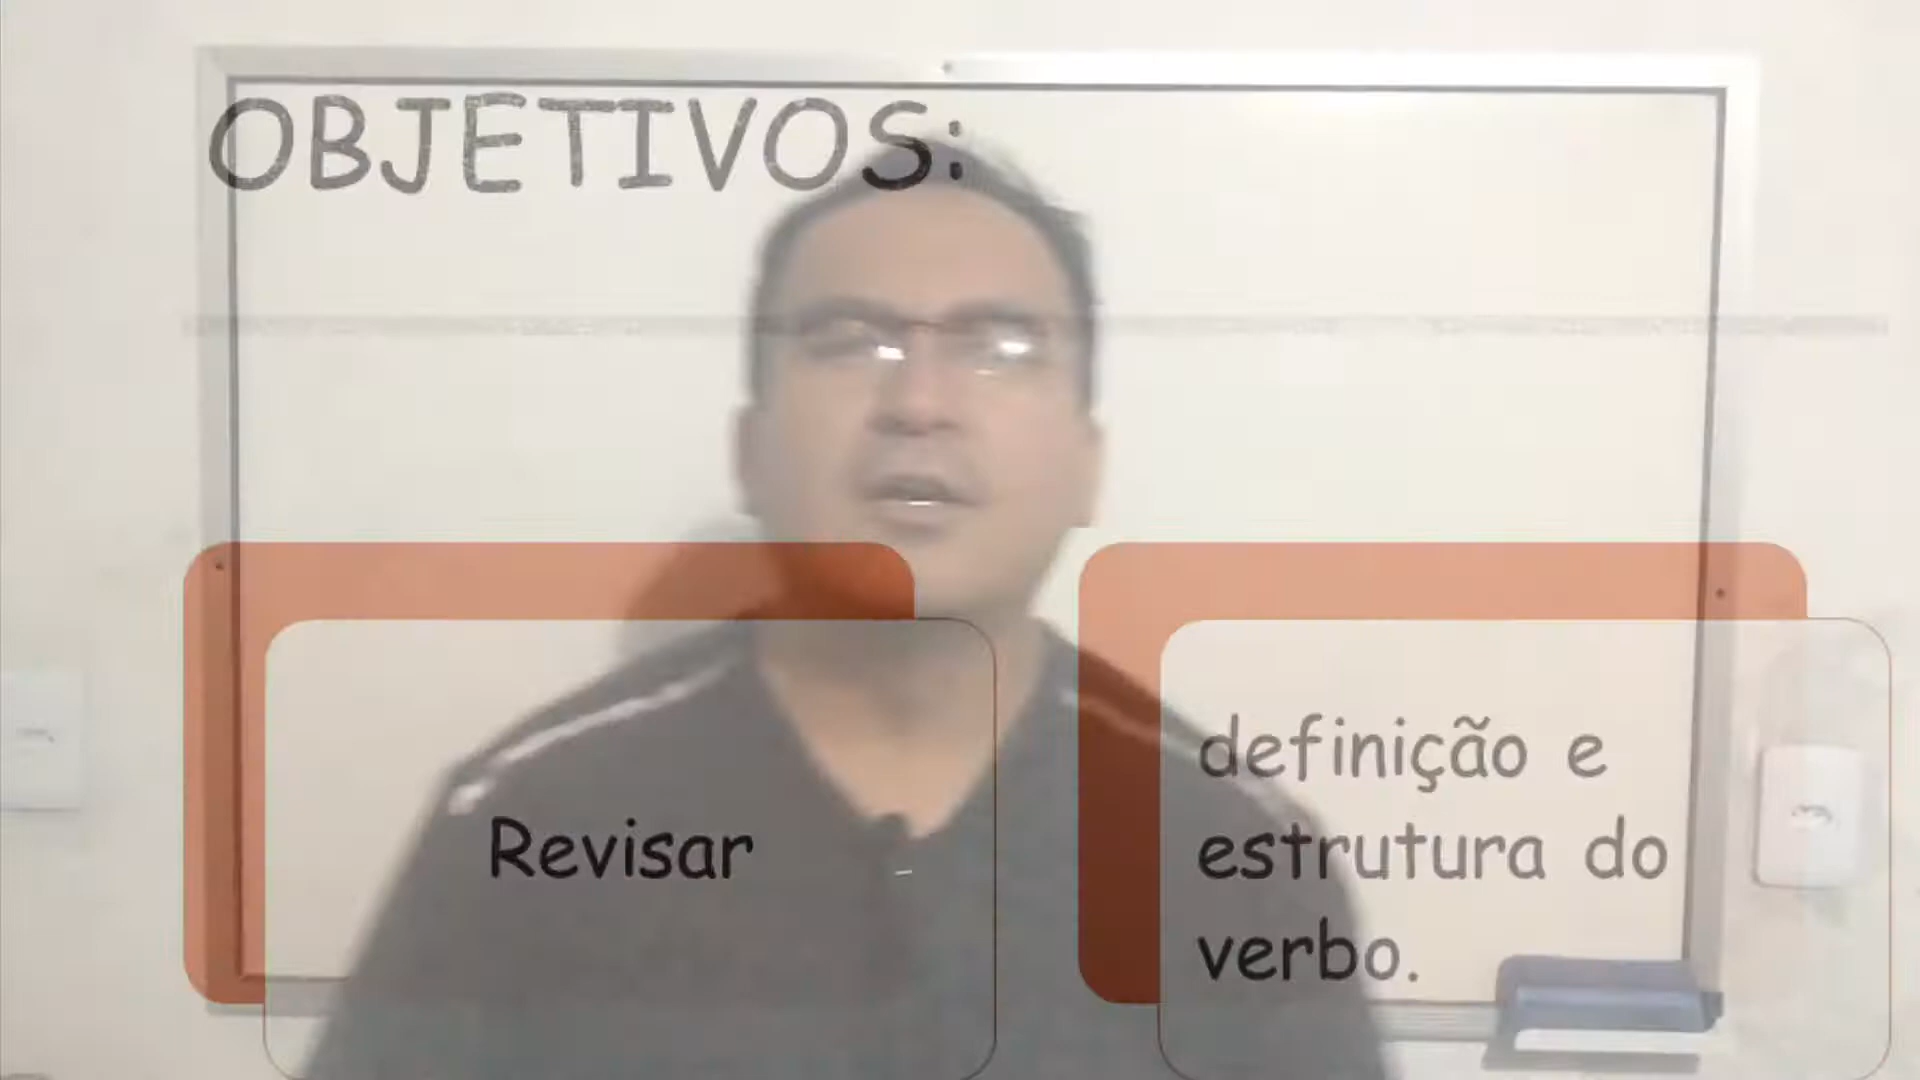 OBJETIVOS:
Revisar
definição e
estrutura do
verbo.